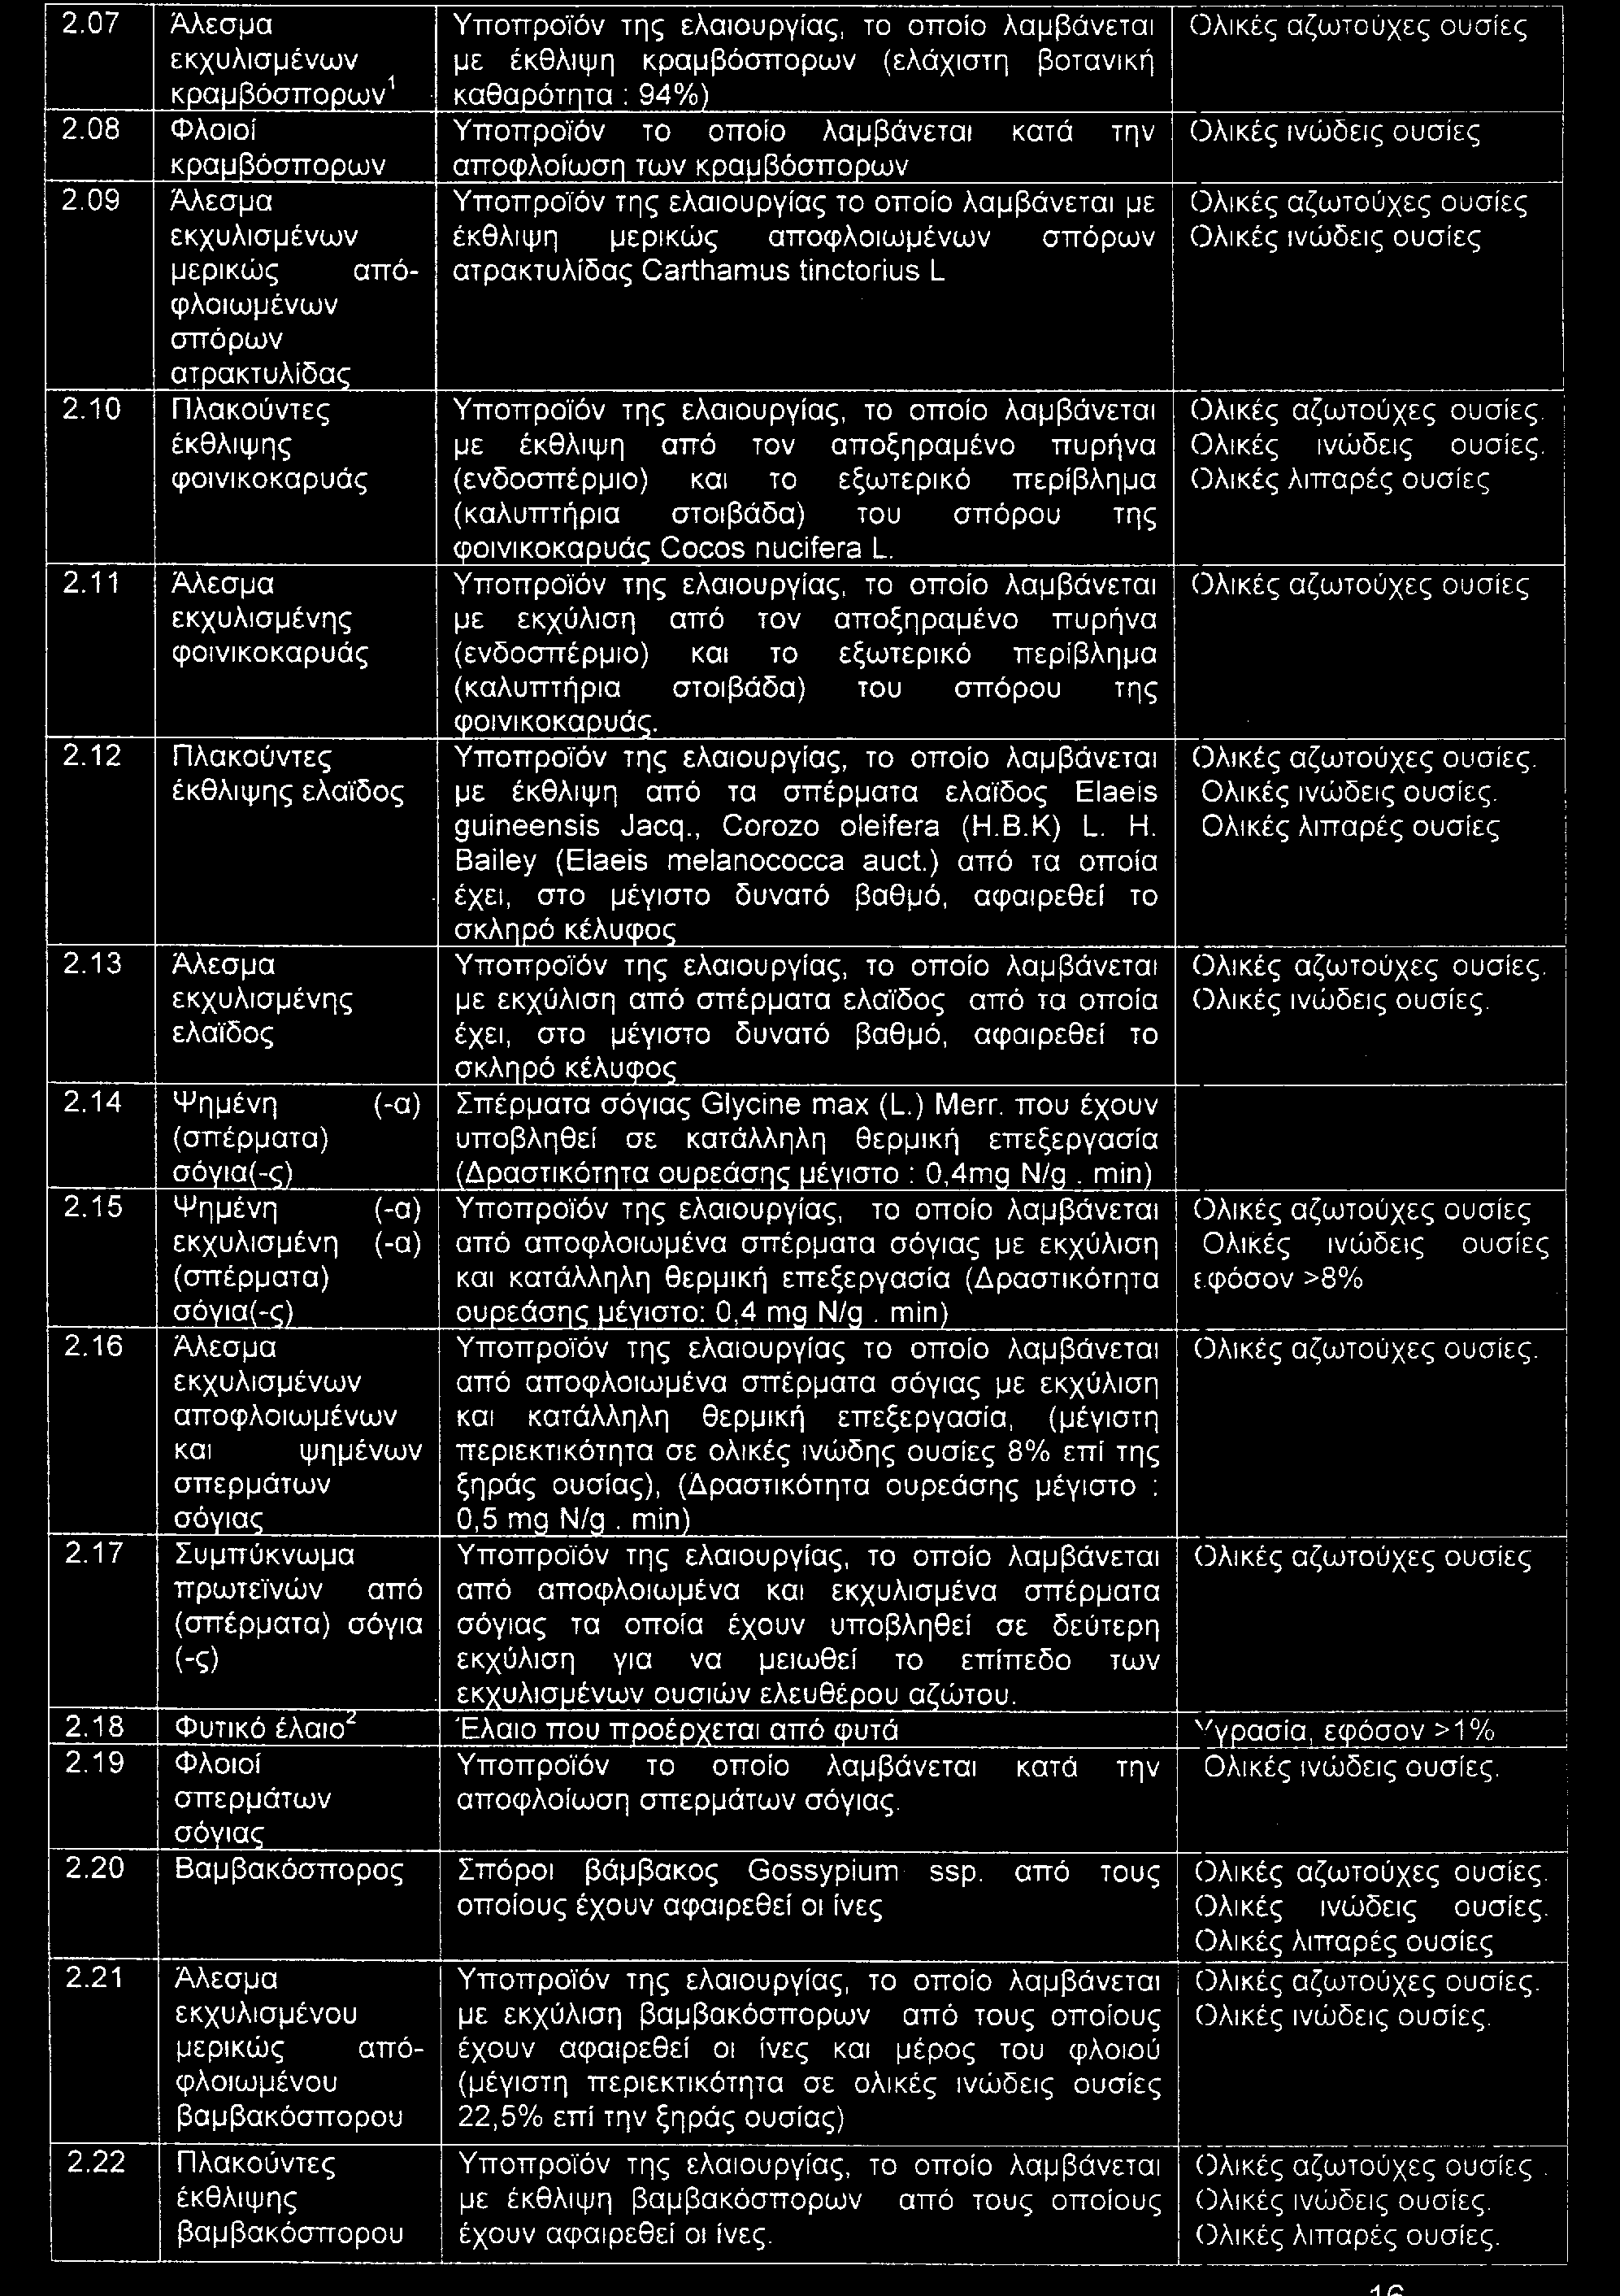 2.07 Άλεσμα Υποπροϊόν της ελαιουργίας, το οποίο λαμβάνεται Ολικές αζωτούχες ουσίες
εκχυλισμένων με έκθλιψη κραμβόσπορων (ελάχιστη βοτανική
κραμβόσπορων¹ καθαρότητα : 94%)
2.08 Φλοιοί Υποπροϊόν το οποίο λαμβάνεται κατά την Ολικές ινώδεις ουσίες
κραμβόσπορων αποφλοίωση των κραμβόσπορων
2.09 Άλεσμα Υποπροϊόν της ελαιουργίας το οποίο λαμβάνεται με Ολικές αζωτούχες ουσίες
εκχυλισμένων έκθλιψη μερικώς αποφλοιωμένων σπόρων Ολικές ινώδεις ουσίες
μερικώς από- ατρακτυλίδας Carthamus tinctorius L
φλοιωμένων
σπόρων
ατρακτυλίδας
2.10 Πλακούντες Υποπροϊόν της ελαιουργίας, το οποίο λαμβάνεται Ολικές αζωτούχες ουσίες.
έκθλιψης με έκθλιψη από τον αποξηραμένο πυρήνα Ολικές ινώδεις ουσίες.
φοινικοκαρυάς (ενδοσπέρμιο) και το εξωτερικό περίβλημα Ολικές λιπαρές ουσίες
(καλυπτήρια στοιβάδα) του σπόρου της
φοινικοκαρυάς Cocos nucifera L.
2.11 Άλεσμα Υποπροϊόν της ελαιουργίας, το οποίο λαμβάνεται Ολικές αζωτούχες ουσίες
εκχυλισμένης με εκχύλιση από τον αποξηραμένο πυρήνα
φοινικοκαρυάς (ενδοσπέρμιο) και το εξωτερικό περίβλημα
(καλυπτήρια στοιβάδα) του σπόρου της
φοινικοκαρυάς.
2.12 Πλακούντες Υποπροϊόν της ελαιουργίας, το οποίο λαμβάνεται Ολικές αζωτούχες ουσίες.
έκθλιψης ελαϊδος με έκθλιψη από τα σπέρματα ελαϊδος Elaeis Ολικές ινώδεις ουσίες.
guineensis Jacq., Corozo oleifera (H.B.K) L. H. Ολικές λιπαρές ουσίες
Bailey (Elaeis melanococca auct.) από τα οποία
έχει, στο μέγιστο δυνατό βαθμό, αφαιρεθεί το
σκληρό κέλυφος
2.13 Άλεσμα Υποπροϊόν της ελαιουργίας, το οποίο λαμβάνεται Ολικές αζωτούχες ουσίες.
εκχυλισμένης με εκχύλιση από σπέρματα ελαϊδος από τα οποία Ολικές ινώδεις ουσίες.
ελαϊδος έχει, στο μέγιστο δυνατό βαθμό, αφαιρεθεί το
σκληρό κέλυφος
2.14 Ψημένη (-α) Σπέρματα σόγιας Glycine max (L.) Merr. που έχουν
(σπέρματα) υποβληθεί σε κατάλληλη θερμική επεξεργασία
σόγια(-ς) (Δραστικότητα ουρεάσης μέγιστο : 0,4mg N/g . min)
2.15 Ψημένη (-α) Υποπροϊόν της ελαιουργίας, το οποίο λαμβάνεται Ολικές αζωτούχες ουσίες
εκχυλισμένη (-α) από αποφλοιωμένα σπέρματα σόγιας με εκχύλιση Ολικές ινώδεις ουσίες
(σπέρματα) και κατάλληλη θερμική επεξεργασία (Δραστικότητα εφόσον >8%
σόγια(-ς) ουρεάσης μέγιστο: 0,4 mg N/g . min)
2.16 Άλεσμα Υποπροϊόν της ελαιουργίας το οποίο λαμβάνεται Ολικές αζωτούχες ουσίες.
εκχυλισμένων από αποφλοιωμένα σπέρματα σόγιας με εκχύλιση
αποφλοιωμένων και κατάλληλη θερμική επεξεργασία, (μέγιστη
και ψημένων περιεκτικότητα σε ολικές ινώδης ουσίες 8% επί της
σπερμάτων ξηράς ουσίας), (Δραστικότητα ουρεάσης μέγιστο :
σόγιας 0,5 mg N/g . min)
2.17 Συμπύκνωμα Υποπροϊόν της ελαιουργίας, το οποίο λαμβάνεται Ολικές αζωτούχες ουσίες
πρωτεϊνών από από αποφλοιωμένα και εκχυλισμένα σπέρματα
(σπέρματα) σόγια σόγιας τα οποία έχουν υποβληθεί σε δεύτερη
(-ς) εκχύλιση για να μειωθεί το επίπεδο των
εκχυλισμένων ουσιών ελευθέρου αζώτου.
2.18 Φυτικό έλαιο² Έλαιο που προέρχεται από φυτά Υγρασία, εφόσον >1%
2.19 Φλοιοί Υποπροϊόν το οποίο λαμβάνεται κατά την Ολικές ινώδεις ουσίες.
σπερμάτων αποφλοίωση σπερμάτων σόγιας.
σόγιας
2.20 Βαμβακόσπορος Σπόροι βάμβακος Gossypium ssp. από τους Ολικές αζωτούχες ουσίες.
οποίους έχουν αφαιρεθεί οι ίνες Ολικές ινώδεις ουσίες.
Ολικές λιπαρές ουσίες
2.21 Άλεσμα Υποπροϊόν της ελαιουργίας, το οποίο λαμβάνεται Ολικές αζωτούχες ουσίες.
εκχυλισμένου με εκχύλιση βαμβακόσπορων από τους οποίους Ολικές ινώδεις ουσίες.
μερικώς από- έχουν αφαιρεθεί οι ίνες και μέρος του φλοιού
φλοιωμένου (μέγιστη περιεκτικότητα σε ολικές ινώδεις ουσίες
βαμβακόσπορου 22,5% επί την ξηράς ουσίας)
2.22 Πλακούντες Υποπροϊόν της ελαιουργίας, το οποίο λαμβάνεται Ολικές αζωτούχες ουσίες .
έκθλιψης με έκθλιψη βαμβακόσπορων από τους οποίους Ολικές ινώδεις ουσίες.
βαμβακόσπορου έχουν αφαιρεθεί οι ίνες. Ολικές λιπαρές ουσίες.